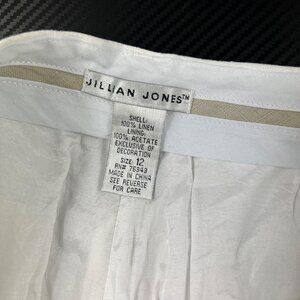 JILLIAN JONES™
SHELL:
100% LINEN
LINING:
100% ACETATE
EXCLUSIVE OF
DECORATION
SIZE: 12
RN# 76949
MADE IN CHINA
SEE REVERSE
FOR CARE